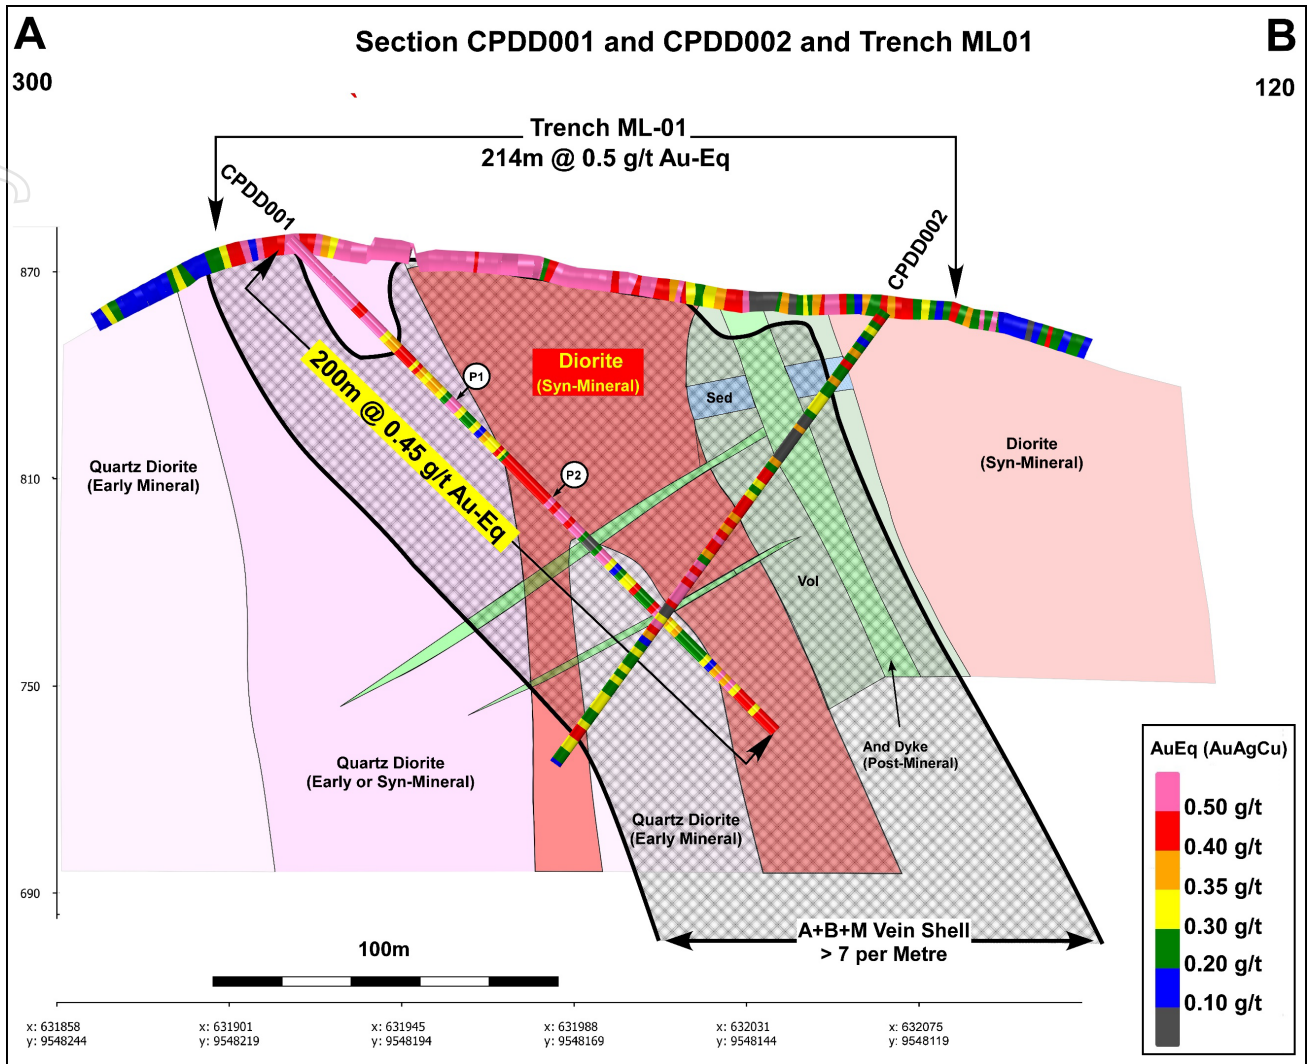 A
Section CPDD001 and CPDD002 and Trench ML01
B
300
120
Trench ML-01
214m @ 0.5 g/t Au-Eq
CPDD001
CPDD002
870
Diorite
(Syn-Mineral)
P1
200m @ 0.45 g/t Au-Eq
Sed
Quartz Diorite
(Early Mineral)
Diorite
(Syn-Mineral)
810
P2
Vol
750
And Dyke
(Post-Mineral)
Quartz Diorite
(Early or Syn-Mineral)
Quartz Diorite
(Early Mineral)
690
A+B+M Vein Shell
> 7 per Metre
AuEq (AuAgCu)
0.50 g/t
0.40 g/t
0.35 g/t
0.30 g/t
0.20 g/t
0.10 g/t
100m
x: 631858
y: 9548244
x: 631901
y: 9548219
x: 631945
y: 9548194
x: 631988
y: 9548169
x: 632031
y: 9548144
x: 632075
y: 9548119